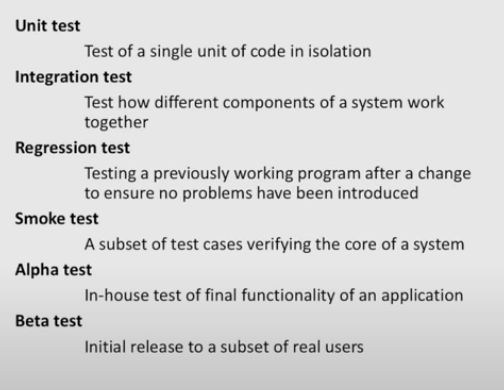 Unit test
Test of a single unit of code in isolation
Integration test
Test how different components of a system work
together
Regression test
Testing a previously working program after a change
to ensure no problems have been introduced
Smoke test
A subset of test cases verifying the core of a system
Alpha test
In-house test of final functionality of an application
Beta test
Initial release to a subset of real users